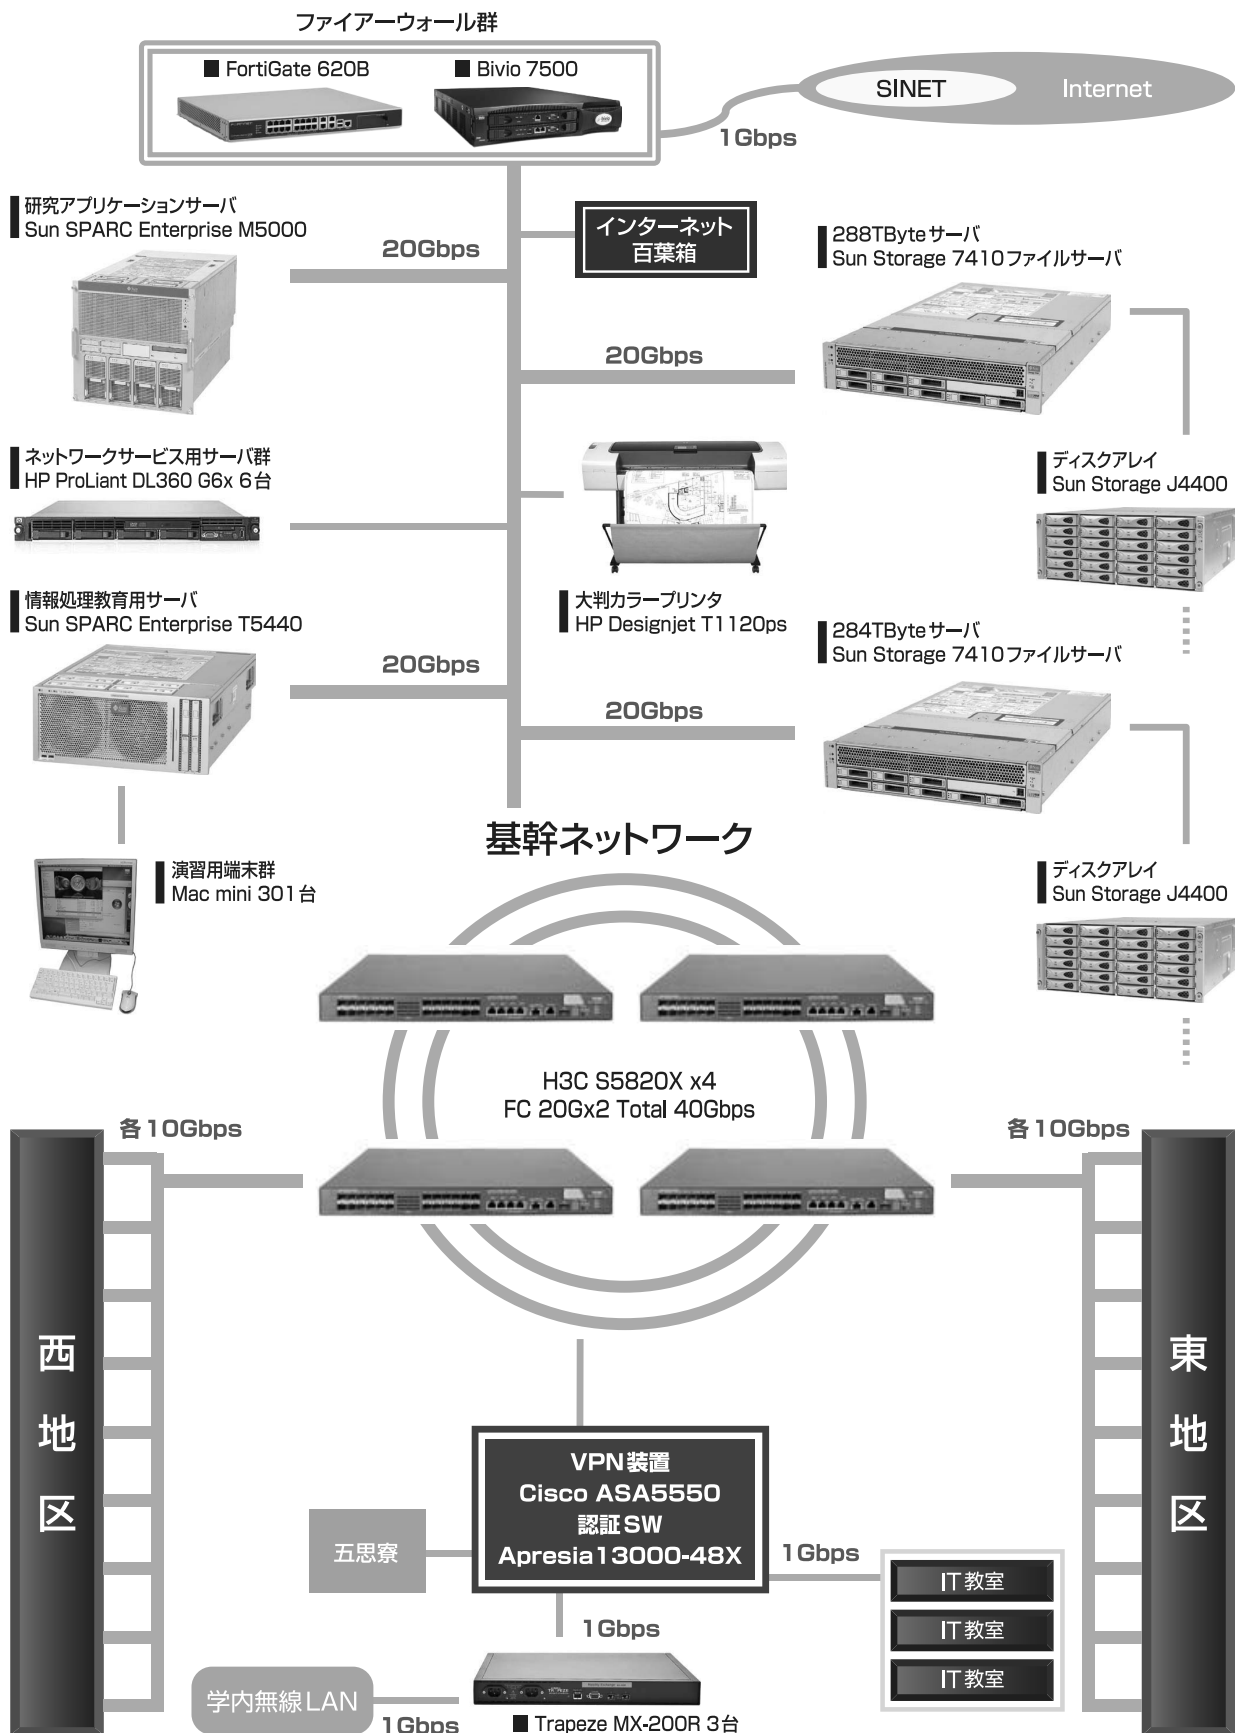 ファイアーウォール群
■ FortiGate 620B
■ Bivio 7500
SINET
Internet
1Gbps
研究アプリケーションサーバ
Sun SPARC Enterprise M5000
20Gbps
インターネット
百葉箱
288TByteサーバ
Sun Storage 7410ファイルサーバ
20Gbps
ネットワークサービス用サーバ群
HP ProLiant DL360 G6x 6台
ディスクアレイ
Sun Storage J4400
情報処理教育用サーバ
Sun SPARC Enterprise T5440
大判カラープリンタ
HP Designjet T1120ps
284TByteサーバ
Sun Storage 7410ファイルサーバ
20Gbps
20Gbps
基幹ネットワーク
演習用端末群
Mac mini 301台
ディスクアレイ
Sun Storage J4400
H3C S5820X x4
FC 20Gx2 Total 40Gbps
各10Gbps
各10Gbps
西地区
東地区
VPN装置
Cisco ASA5550
認証SW
Apresia13000-48X
五思寮
1Gbps
IT教室
IT教室
IT教室
1Gbps
学内無線LAN
1Gbps
■ Trapeze MX-200R 3台